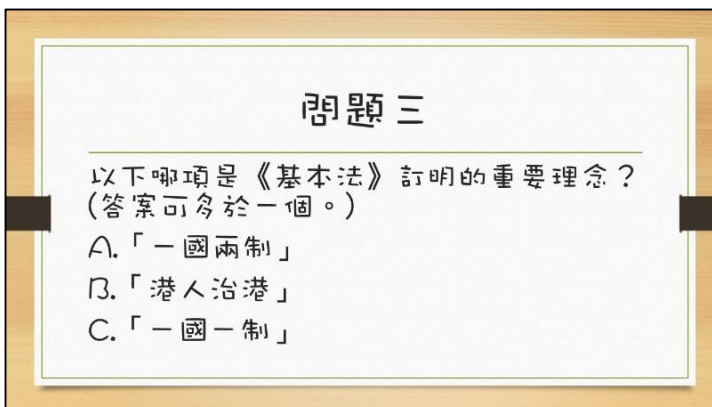 問題三
以下哪項是《基本法》訂明的重要理念？
(答案可多於一個。)
A.「一國兩制」
B.「港人治港」
C.「一國一制」